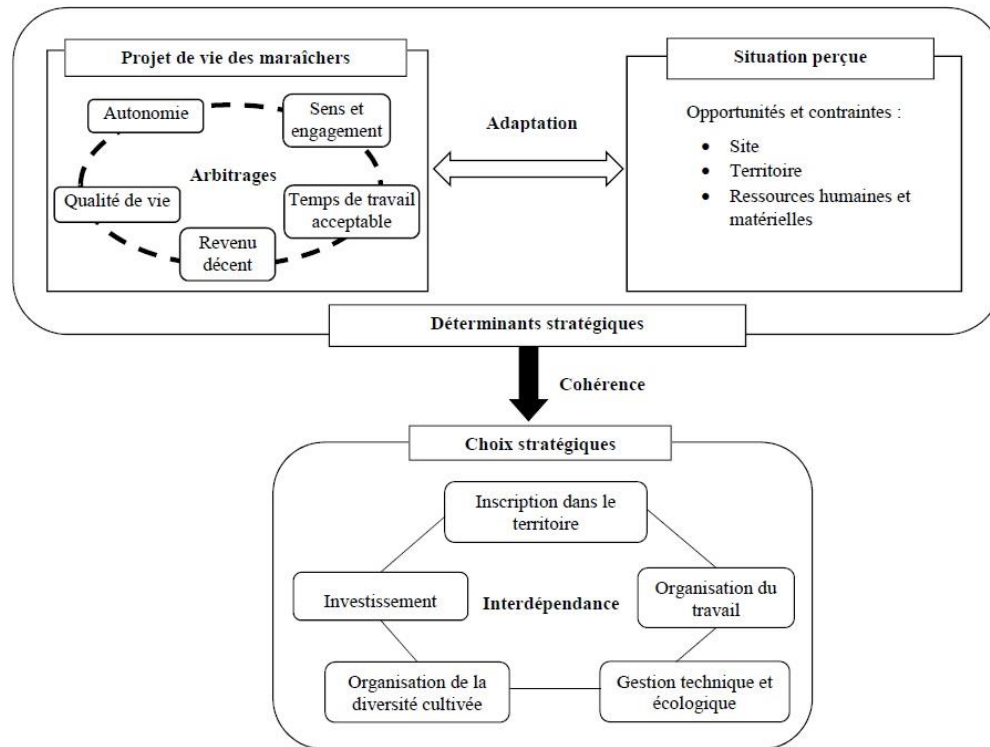 Projet de vie des maraîchers
Autonomie
Sens et
engagement
Arbitrages
Qualité de vie
Temps de travail
acceptable
Revenu
décent
Adaptation
Situation perçue
Opportunités et contraintes :
• Site
• Territoire
• Ressources humaines et
matérielles
Déterminants stratégiques
Cohérence
Choix stratégiques
Inscription dans le
territoire
Investissement
Interdépendance
Organisation du
travail
Organisation de la
diversité cultivée
Gestion technique et
écologique